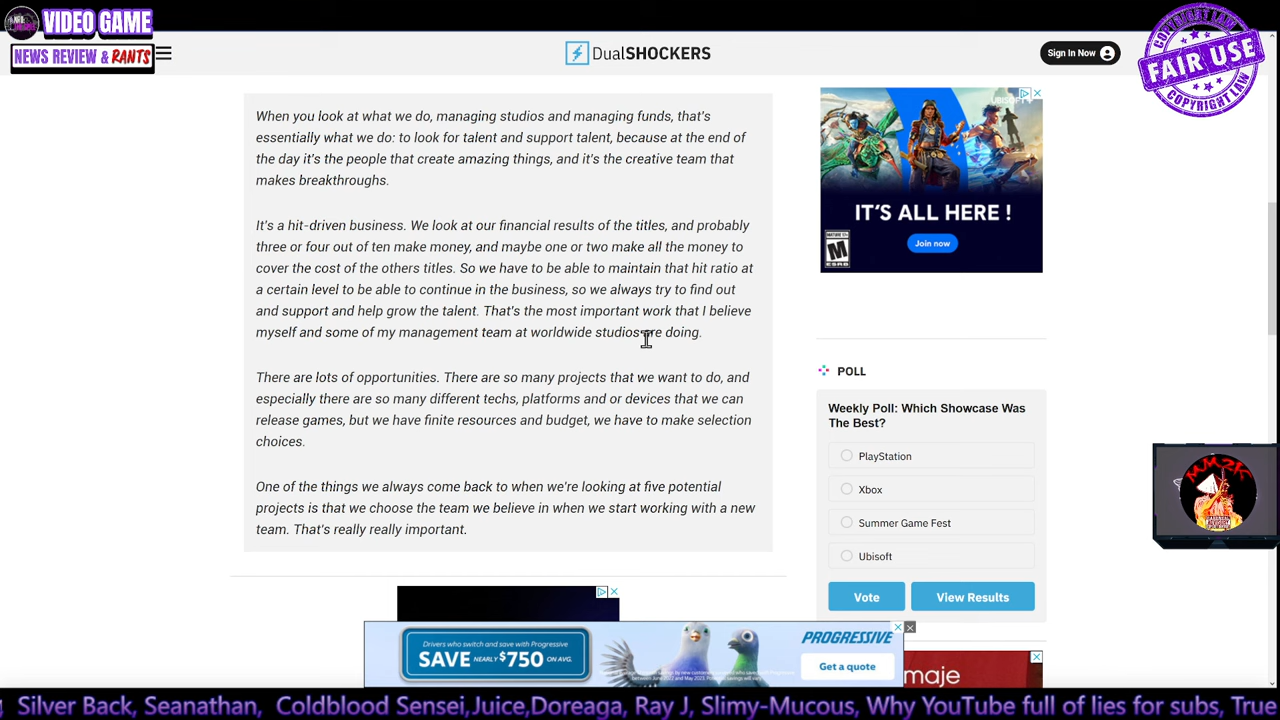 VIDEO GAME
NEWS REVIEW & RANTS
DualSHOCKERS
Sign In Now
COPYRIGHT LAW
FAIR USE
COPYRIGHT LAW
When you look at what we do, managing studios and managing funds, that's
essentially what we do: to look for talent and support talent, because at the end of
the day it's the people that create amazing things, and it's the creative team that
makes breakthroughs.
It's a hit-driven business. We look at our financial results of the titles, and probably
three or four out of ten make money, and maybe one or two make all the money to
cover the cost of the others titles. So we have to be able to maintain that hit ratio at
a certain level to be able to continue in the business, so we always try to find out
and support and help grow the talent. That's the most important work that I believe
myself and some of my management team at worldwide studios are doing.
There are lots of opportunities. There are so many projects that we want to do, and
especially there are so many different techs, platforms and or devices that we can
release games, but we have finite resources and budget, we have to make selection
choices.
One of the things we always come back to when we're looking at five potential
projects is that we choose the team we believe in when we start working with a new
team. That's really really important.
UBISOFT+
IT'S ALL HERE !
Join now
MATURE 17+
M
ESRB
POLL
Weekly Poll: Which Showcase Was
The Best?
PlayStation
Xbox
Summer Game Fest
Ubisoft
Vote
View Results
MM2K
Drivers who switch and save with Progressive
SAVE NEARLY $750 ON AVG.
PROGRESSIVE
Get a quote
maje
Silver Back, Seanathan, Coldblood Sensei,Juice,Doreaga, Ray J, Slimy-Mucous, Why YouTube full of lies for subs, True